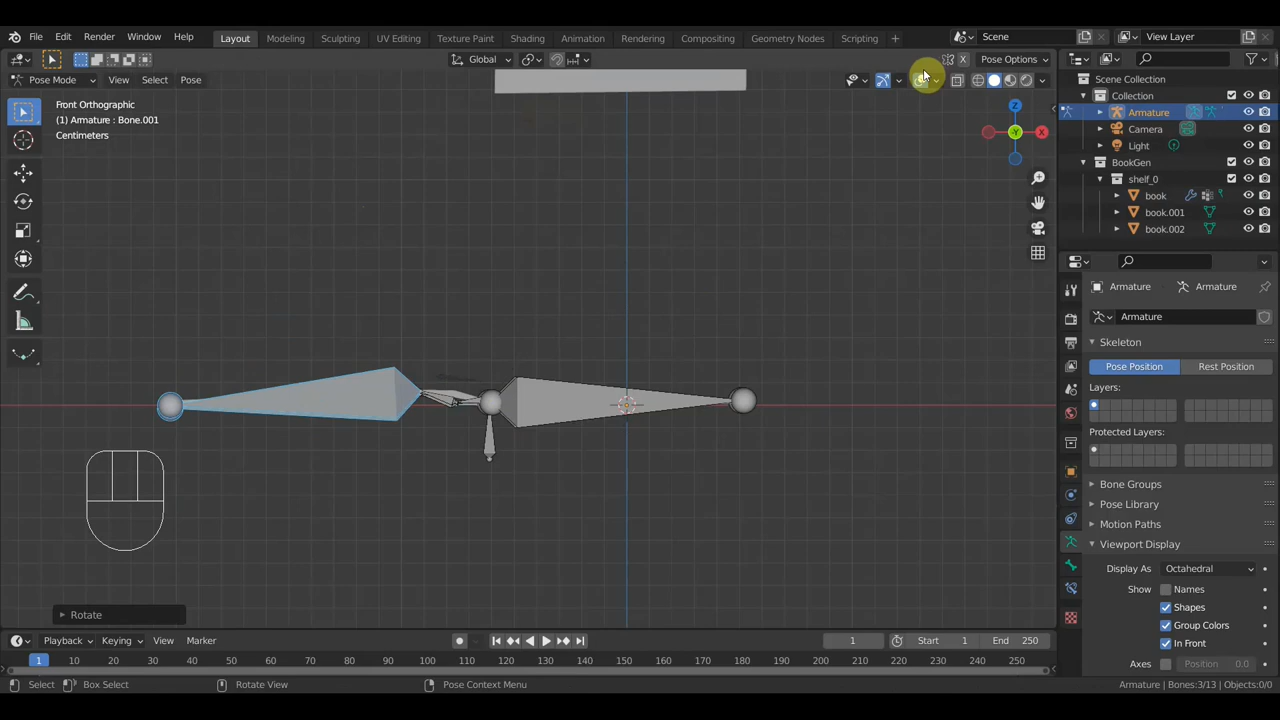 File Edit Render Window Help Layout Modeling Sculpting UV Editing Texture Paint Shading Animation Rendering Compositing Geometry Nodes Scripting + Scene View Layer
Global X Pose Options
Pose Mode View Select Pose
Front Orthographic
(1) Armature : Bone.001
Centimeters
Z
-Y X
Rotate
Scene Collection
Collection
Armature
Camera
Light
BookGen
shelf_0
book
book.001
book.002
Armature Armature
Armature
Skeleton
Pose Position Rest Position
Layers:
Protected Layers:
Bone Groups
Pose Library
Motion Paths
Viewport Display
Display As Octahedral
Show Names
Shapes
Group Colors
In Front
Axes Position 0.0
Playback Keying View Marker 1 Start 1 End 250
1 10 20 30 40 50 60 70 80 90 100 110 120 130 140 150 160 170 180 190 200 210 220 230 240 250
Select Box Select Rotate View Pose Context Menu Armature | Bones:3/13 | Objects:0/0